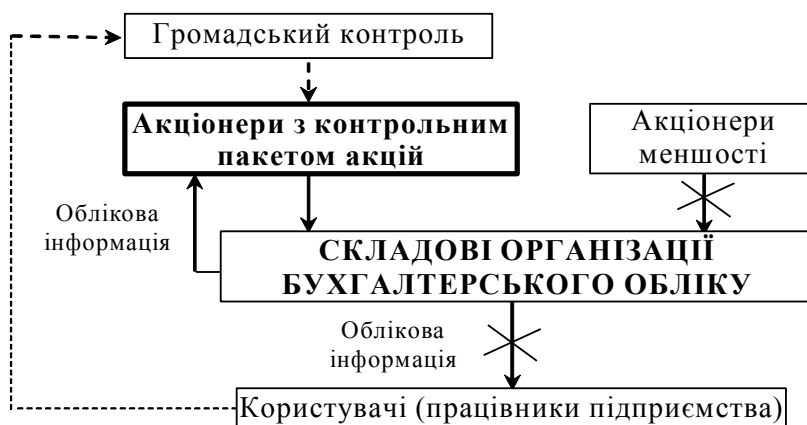 Громадський контроль
Акціонери з контрольним
пакетом акцій
Акціонери
меншості
Облікова
інформація
СКЛАДОВІ ОРГАНІЗАЦІЇ
БУХГАЛТЕРСЬКОГО ОБЛІКУ
Облікова
інформація
Користувачі (працівники підприємства)